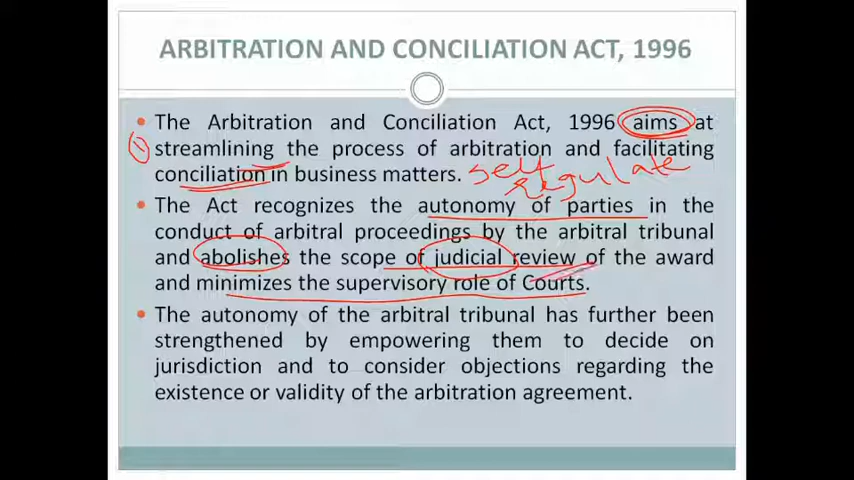 ARBITRATION AND CONCILIATION ACT, 1996
• The Arbitration and Conciliation Act, 1996 aims at
① streamlining the process of arbitration and facilitating
conciliation in business matters. self
regulate
• The Act recognizes the autonomy of parties in the
conduct of arbitral proceedings by the arbitral tribunal
and abolishes the scope of judicial review of the award
and minimizes the supervisory role of Courts.
• The autonomy of the arbitral tribunal has further been
strengthened by empowering them to decide on
jurisdiction and to consider objections regarding the
existence or validity of the arbitration agreement.